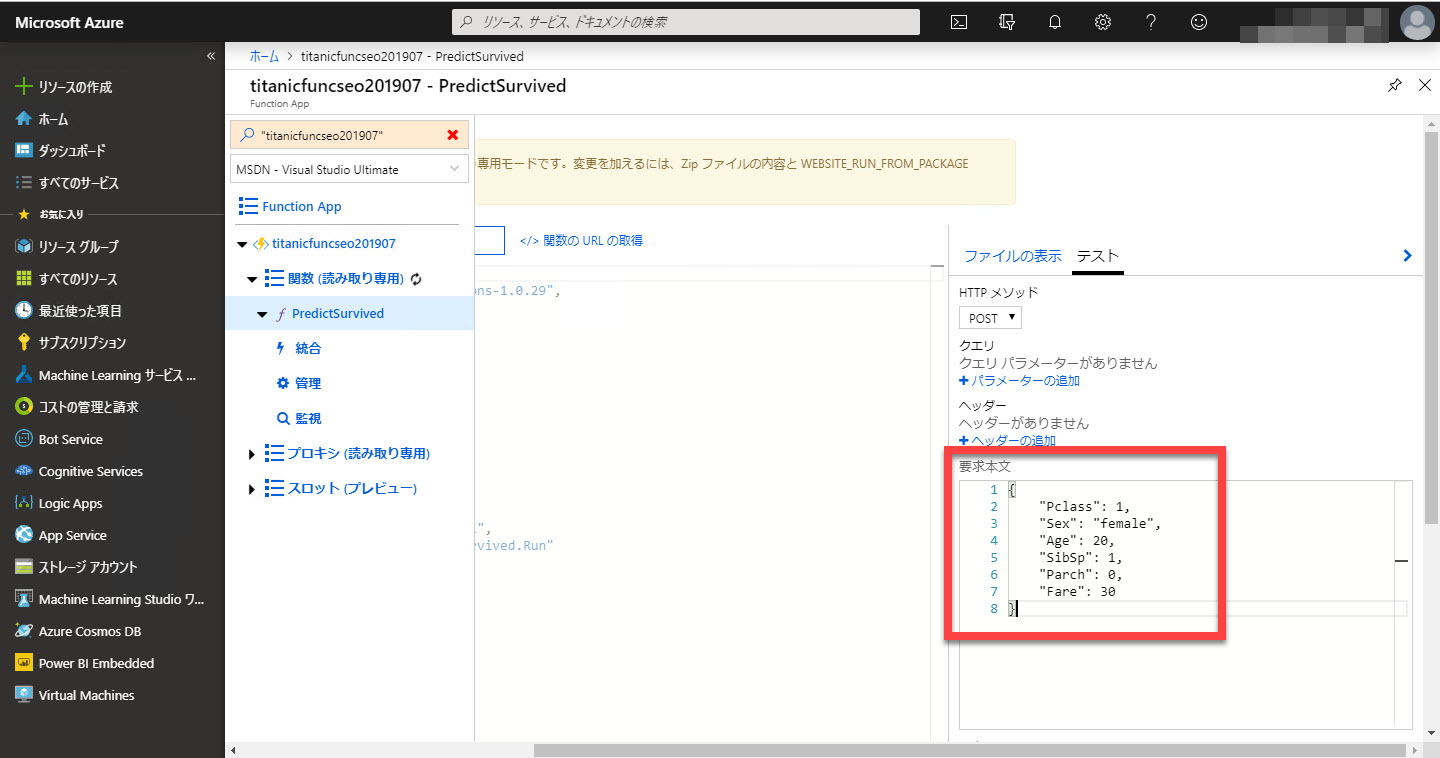 Microsoft Azure
リソース、サービス、ドキュメントの検索
«
リソースの作成
ホーム
ダッシュボード
すべてのサービス
お気に入り
リソース グループ
すべてのリソース
最近使った項目
サブスクリプション
Machine Learning サービス ...
コストの管理と請求
Bot Service
Cognitive Services
Logic Apps
App Service
ストレージ アカウント
Machine Learning Studio ワ...
Azure Cosmos DB
Power BI Embedded
Virtual Machines
ホーム > titanicfuncseo201907 - PredictSurvived
titanicfuncseo201907 - PredictSurvived
Function App
"titanicfuncseo201907"
MSDN - Visual Studio Ultimate
Function App
titanicfuncseo201907
関数 (読み取り専用)
PredictSurvived
統合
管理
監視
プロキシ (読み取り専用)
スロット (プレビュー)
専用モードです。変更を加えるには、Zip ファイルの内容と WEBSITE_RUN_FROM_PACKAGE
</> 関数の URL の取得
ons-1.0.29",
",
vived.Run"
ファイルの表示 テスト
HTTP メソッド
POST
クエリ
クエリ パラメーターがありません
+ パラメーターの追加
ヘッダー
ヘッダーがありません
+ ヘッダーの追加
要求本文
1 {
2 "Pclass": 1,
3 "Sex": "female",
4 "Age": 20,
5 "SibSp": 1,
6 "Parch": 0,
7 "Fare": 30
8 }